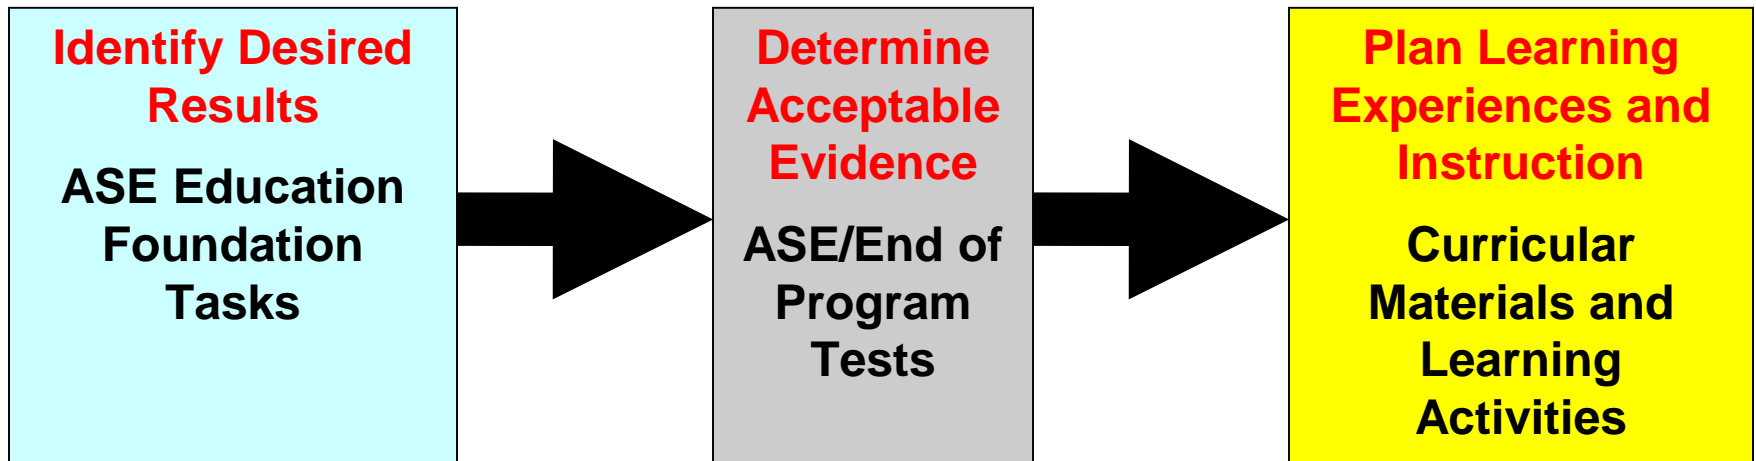 Identify Desired
Results
ASE Education
Foundation
Tasks
Determine
Acceptable
Evidence
ASE/End of
Program
Tests
Plan Learning
Experiences and
Instruction
Curricular
Materials and
Learning
Activities